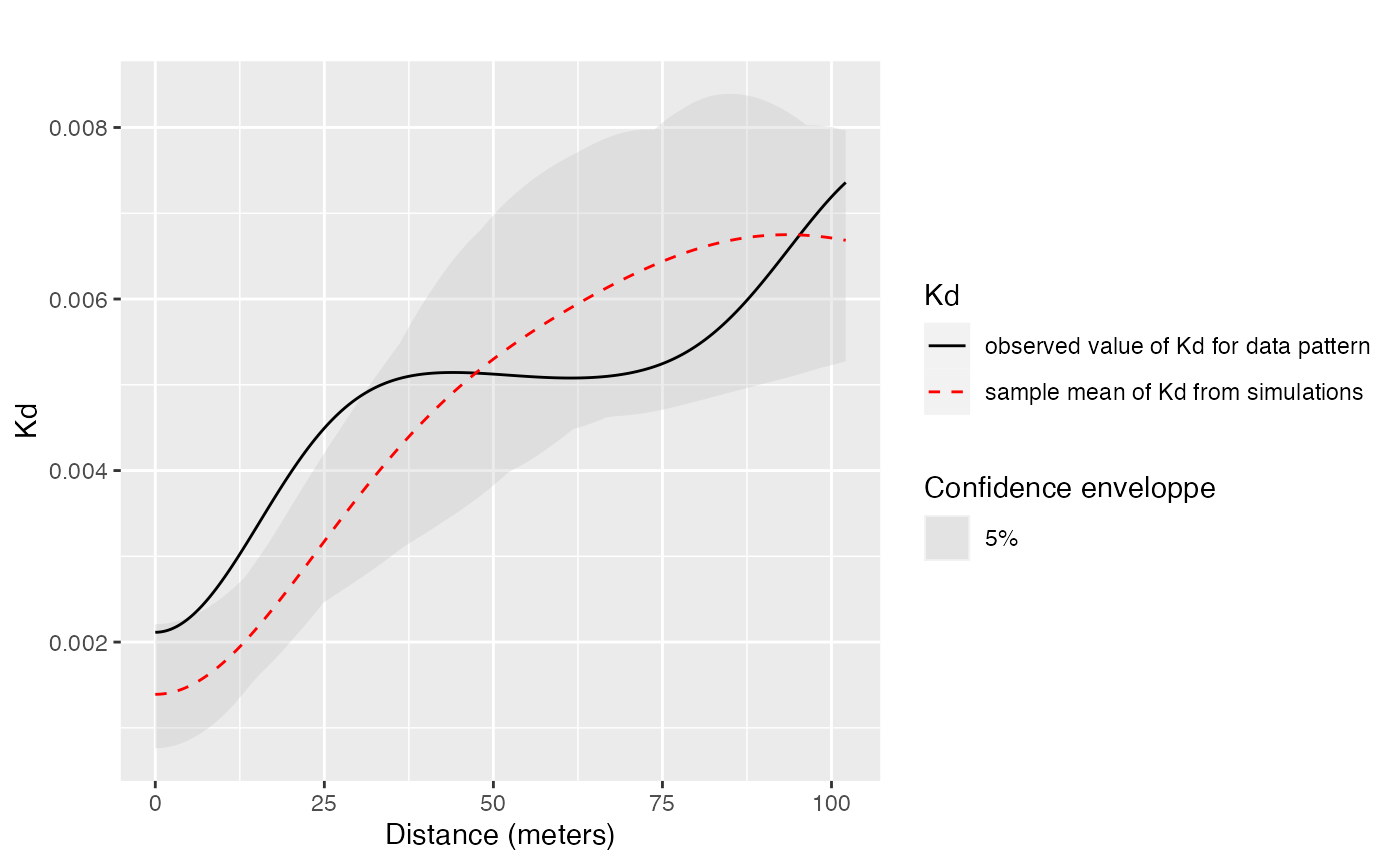 Kd
0.008
0.006
0.004
0.002
0
25
50
75
100
Distance (meters)
Kd
observed value of Kd for data pattern
sample mean of Kd from simulations
Confidence enveloppe
5%